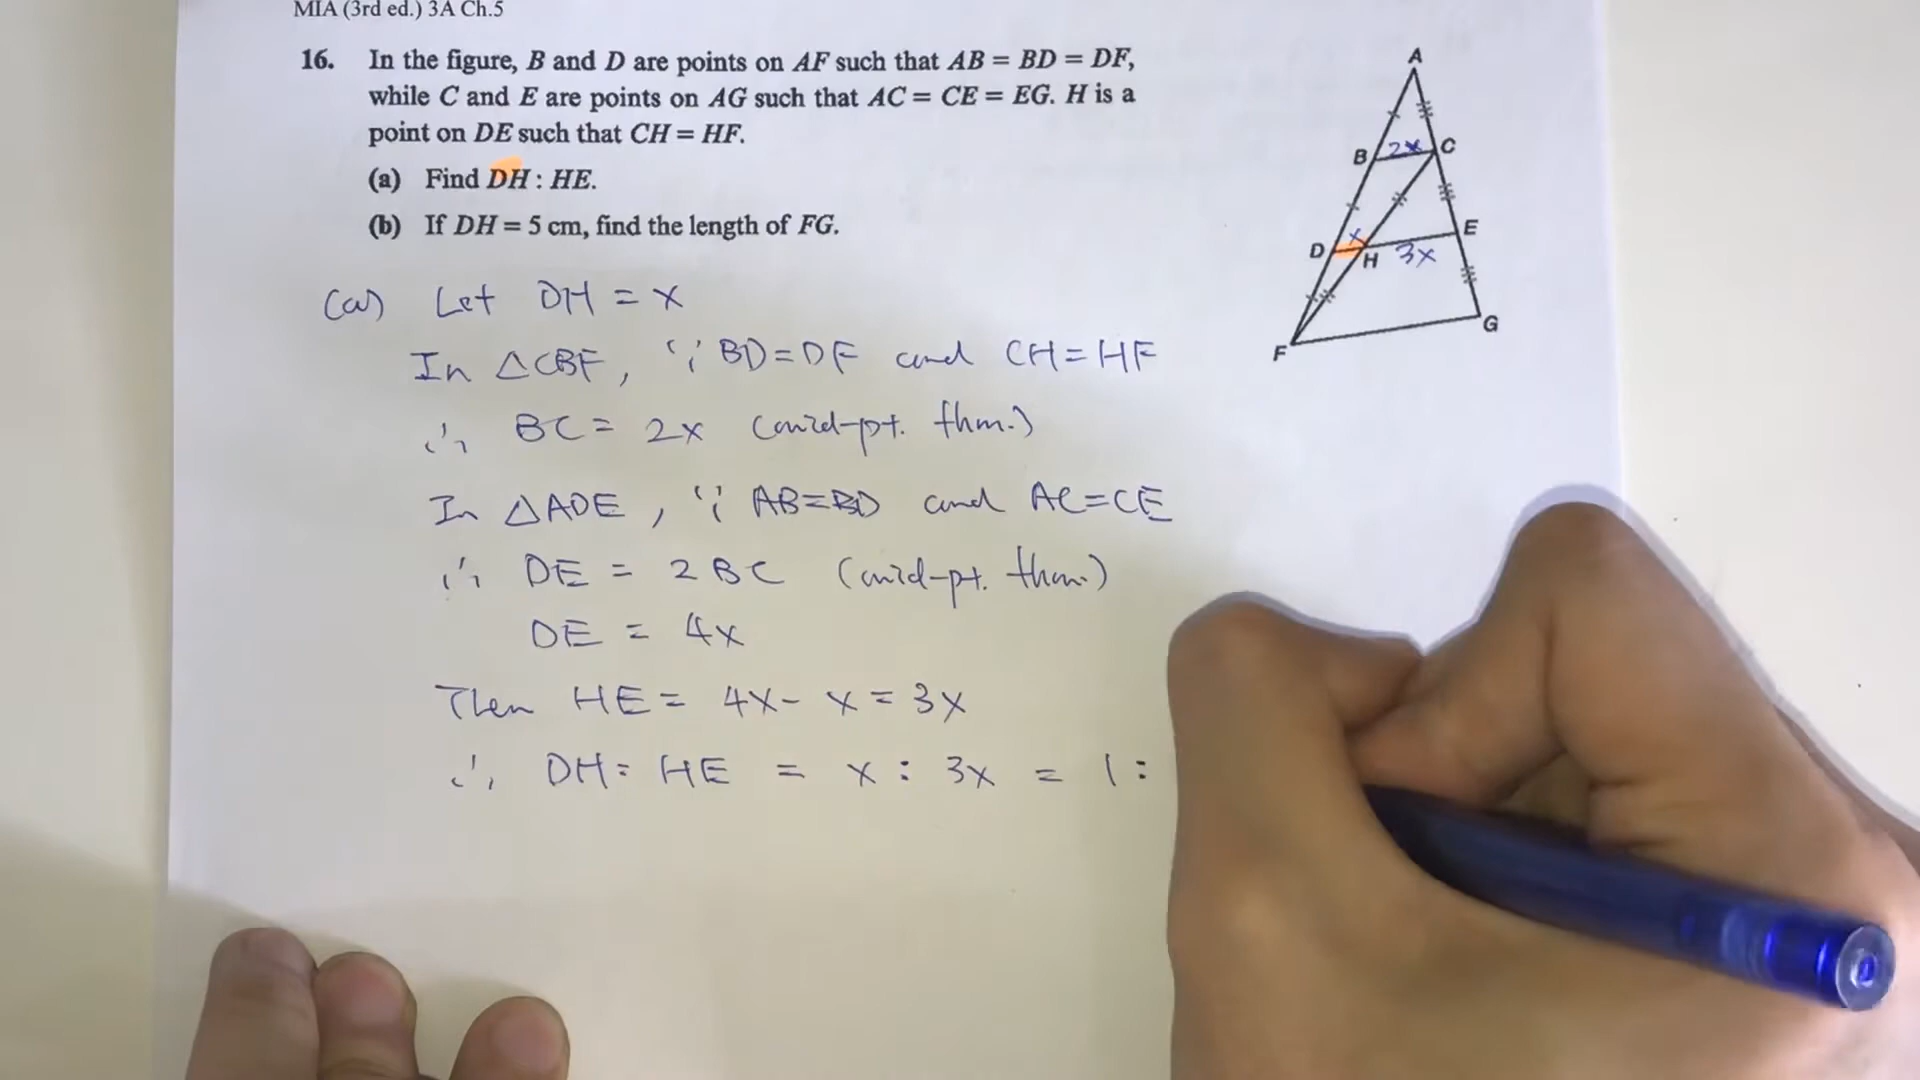 MIA (3rd ed.) 3A Ch.5
16. In the figure, B and D are points on AF such that AB = BD = DF,
while C and E are points on AG such that AC = CE = EG. H is a
point on DE such that CH = HF.
(a) Find DH : HE.
(b) If DH = 5 cm, find the length of FG.
A
B 2x C
D x H 3x E
F G
(a) Let DH = x
In △CBF, ∵ BD=DF and CH=HF
∴ BC = 2x (mid-pt. thm.)
In △ADE, ∵ AB=BD and AC=CE
∴ DE = 2BC (mid-pt. thm.)
DE = 4x
Then HE = 4x - x = 3x
∴ DH: HE = x : 3x = 1 :